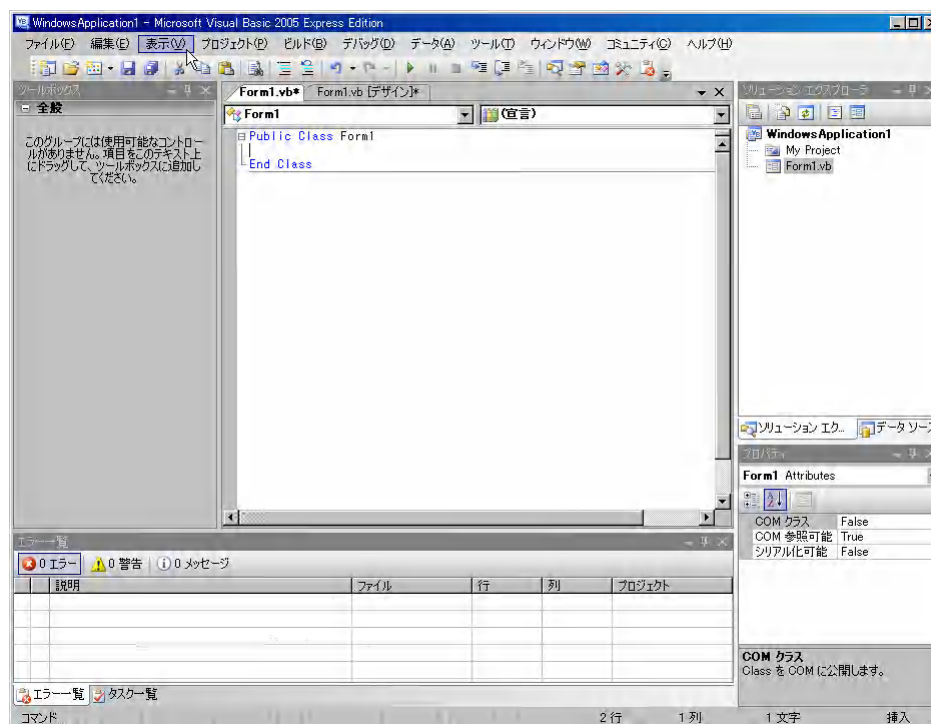 WindowsApplication1 - Microsoft Visual Basic 2005 Express Edition
ファイル(F) 編集(E) 表示(V) プロジェクト(P) ビルド(B) デバッグ(D) データ(A) ツール(T) ウィンドウ(W) コミュニティ(C) ヘルプ(H)
ツールボックス
全般
このグループには使用可能なコントロー
ルがありません。項目をこのテキスト上
にドラッグして、ツールボックスに追加し
てください。
Form1.vb* Form1.vb [デザイン]*
Form1 (宣言)
Public Class Form1
End Class
ソリューション エクスプローラ
WindowsApplication1
My Project
Form1.vb
ソリューション エク... データ ソース
プロパティ
Form1 Attributes
COM クラス False
COM 参照可能 True
シリアル化可能 False
COM クラス
Class を COM に公開します。
エラー一覧
0 エラー 0 警告 0 メッセージ
説明 ファイル 行 列 プロジェクト
エラー一覧 タスク一覧
コマンド 2 行 1 列 1 文字 挿入